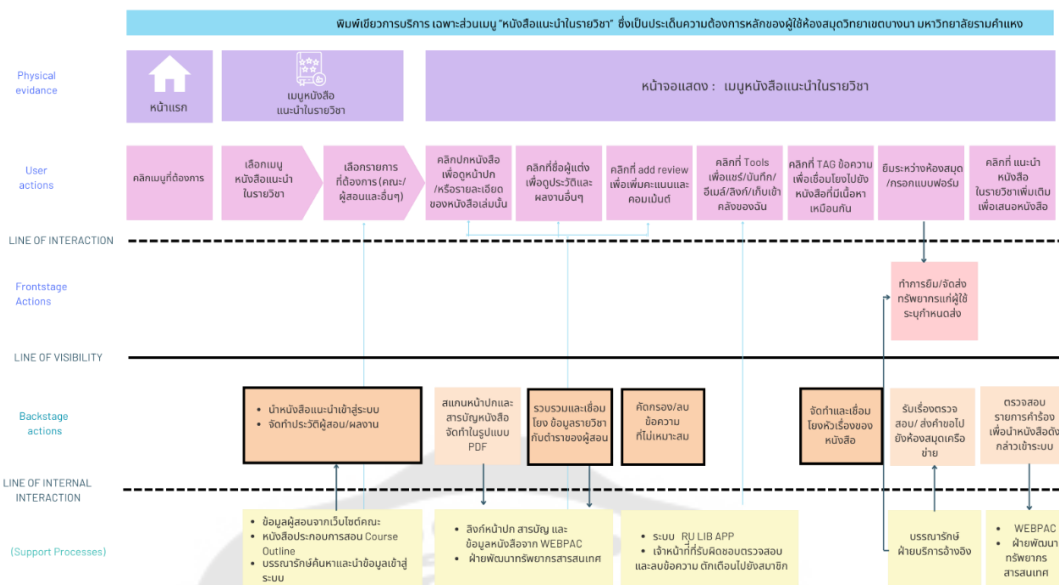 พิมพ์เขียวการบริการ เฉพาะส่วนเมนู "หนังสือแนะนำในรายวิชา" ซึ่งเป็นประเด็นความต้องการหลักของผู้ใช้ห้องสมุดวิทยาเขตบางนา มหาวิทยาลัยรามคำแหง
Physical
evidence
หน้าแรก
เมนูหนังสือ
แนะนำในรายวิชา
หน้าจอแสดง : เมนูหนังสือแนะนำในรายวิชา
User
actions
คลิกเมนูที่ต้องการ
เลือกเมนู
หนังสือแนะนำ
ในรายวิชา
เลือกรายการ
ที่ต้องการ(คณะ/
ผู้สอนและอื่นๆ)
คลิกปกหนังสือ
เพื่อดูหน้าปก
/หรือรายละเอียด
ของหนังสือเล่มนั้น
คลิกที่ชื่อผู้แต่ง
เพื่อดูประวัติและ
ผลงานอื่นๆ
คลิกที่ add review
เพื่อเพิ่มคะแนนและ
คอมเม้นต์
คลิกที่ Tools
เพื่อแชร์/บันทึก/
อีเมล์/ลิงก์/เก็บเข้า
คลังของฉัน
คลิกที่ TAG ข้อความ
เพื่อเชื่อมโยงไปยัง
หนังสือที่มีเนื้อหา
เหมือนกัน
ยืมระหว่างห้องสมุด
/กรอกแบบฟอร์ม
คลิกที่ แนะนำ
หนังสือ
ในรายวิชาเพิ่มเติม
เพื่อเสนอหนังสือ
LINE OF INTERACTION
Frontstage
Actions
ทำการยืม/จัดส่ง
ทรัพยากรแก่ผู้ใช้
ระบุกำหนดส่ง
LINE OF VISIBILITY
Backstage
actions
• นำหนังสือแนะนำเข้าสู่ระบบ
• จัดทำประวัติผู้สอน/ผลงาน
สแกนหน้าปกและ
สารบัญหนังสือ
จัดทำในรูปแบบ
PDF
รวบรวมและเชื่อม
โยง ข้อมูลรายวิชา
กับตำราของผู้สอน
คัดกรอง/ลบ
ข้อความ
ที่ไม่เหมาะสม
จัดทำและเชื่อม
โยงหัวเรื่องของ
หนังสือ
รับเรื่องตรวจ
สอบ/ ส่งคำขอไป
ยังห้องสมุดเครือ
ข่าย
ตรวจสอบ
รายการคำร้อง
เพื่อนำหนังสือดัง
กล่าวเข้าระบบ
LINE OF INTERNAL
INTERACTION
(Support Processes)
• ข้อมูลผู้สอนจากเว็บไซต์คณะ
• หนังสือประกอบการสอน Course
Outline
• บรรณารักษ์ค้นหาและนำข้อมูลเข้าสู่
ระบบ
• ลิงก์หน้าปก สารบัญ และ
ข้อมูลหนังสือจาก WEBPAC
• ฝ่ายพัฒนาทรัพยากรสารสนเทศ
• ระบบ RU LIB APP
• เจ้าหน้าที่ที่รับผิดชอบตรวจสอบ
และลบข้อความ ตักเตือนไปยังสมาชิก
บรรณารักษ์
ฝ่ายบริการอ้างอิง
• WEBPAC
• ฝ่ายพัฒนา
ทรัพยากร
สารสนเทศ